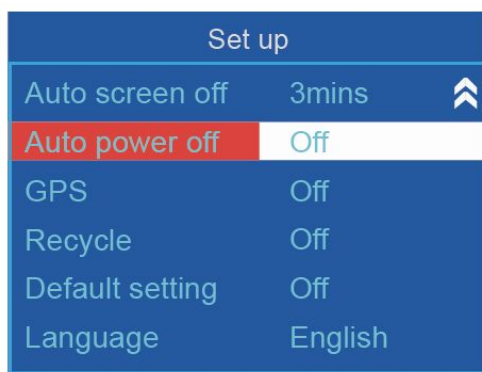 Set up
Auto screen off 3mins
Auto power off Off
GPS Off
Recycle Off
Default setting Off
Language English